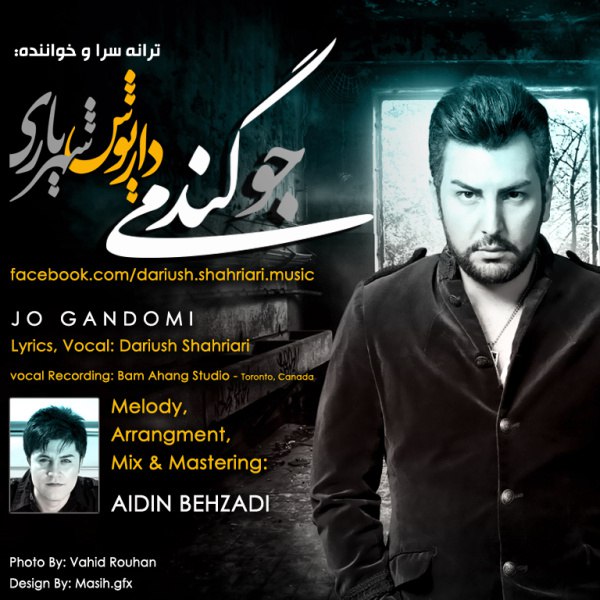 ترانه سرا و خواننده:
داریوش شهریاری
جو گندمی
facebook.com/dariush.shahriari.music
JO GANDOMI
Lyrics, Vocal: Dariush Shahriari
vocal Recording: Bam Ahang Studio - Toronto, Canada
Melody,
Arrangment,
Mix & Mastering:
AIDIN BEHZADI
Photo By: Vahid Rouhan
Design By: Masih.gfx